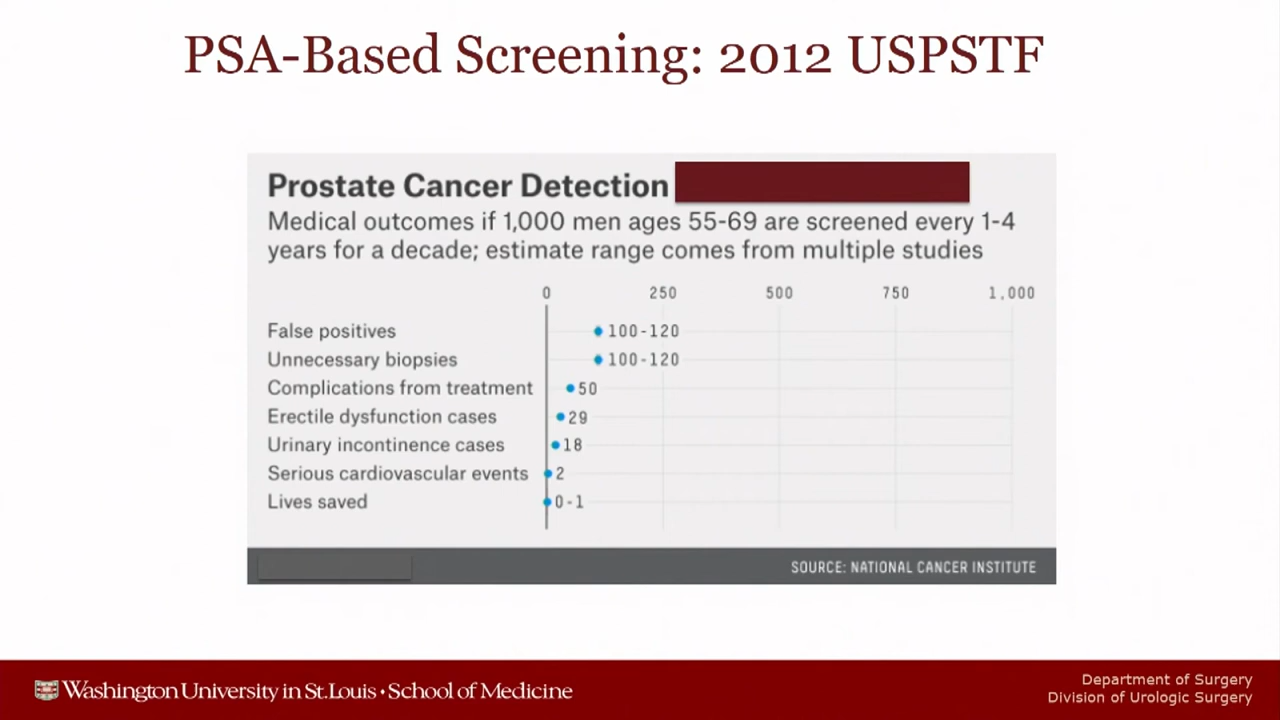 PSA-Based Screening: 2012 USPSTF
Prostate Cancer Detection
Medical outcomes if 1,000 men ages 55-69 are screened every 1-4
years for a decade; estimate range comes from multiple studies
0 250 500 750 1,000
False positives 100-120
Unnecessary biopsies 100-120
Complications from treatment 50
Erectile dysfunction cases 29
Urinary incontinence cases 18
Serious cardiovascular events 2
Lives saved 0-1
SOURCE: NATIONAL CANCER INSTITUTE
Washington University in St. Louis • School of Medicine
Department of Surgery
Division of Urologic Surgery